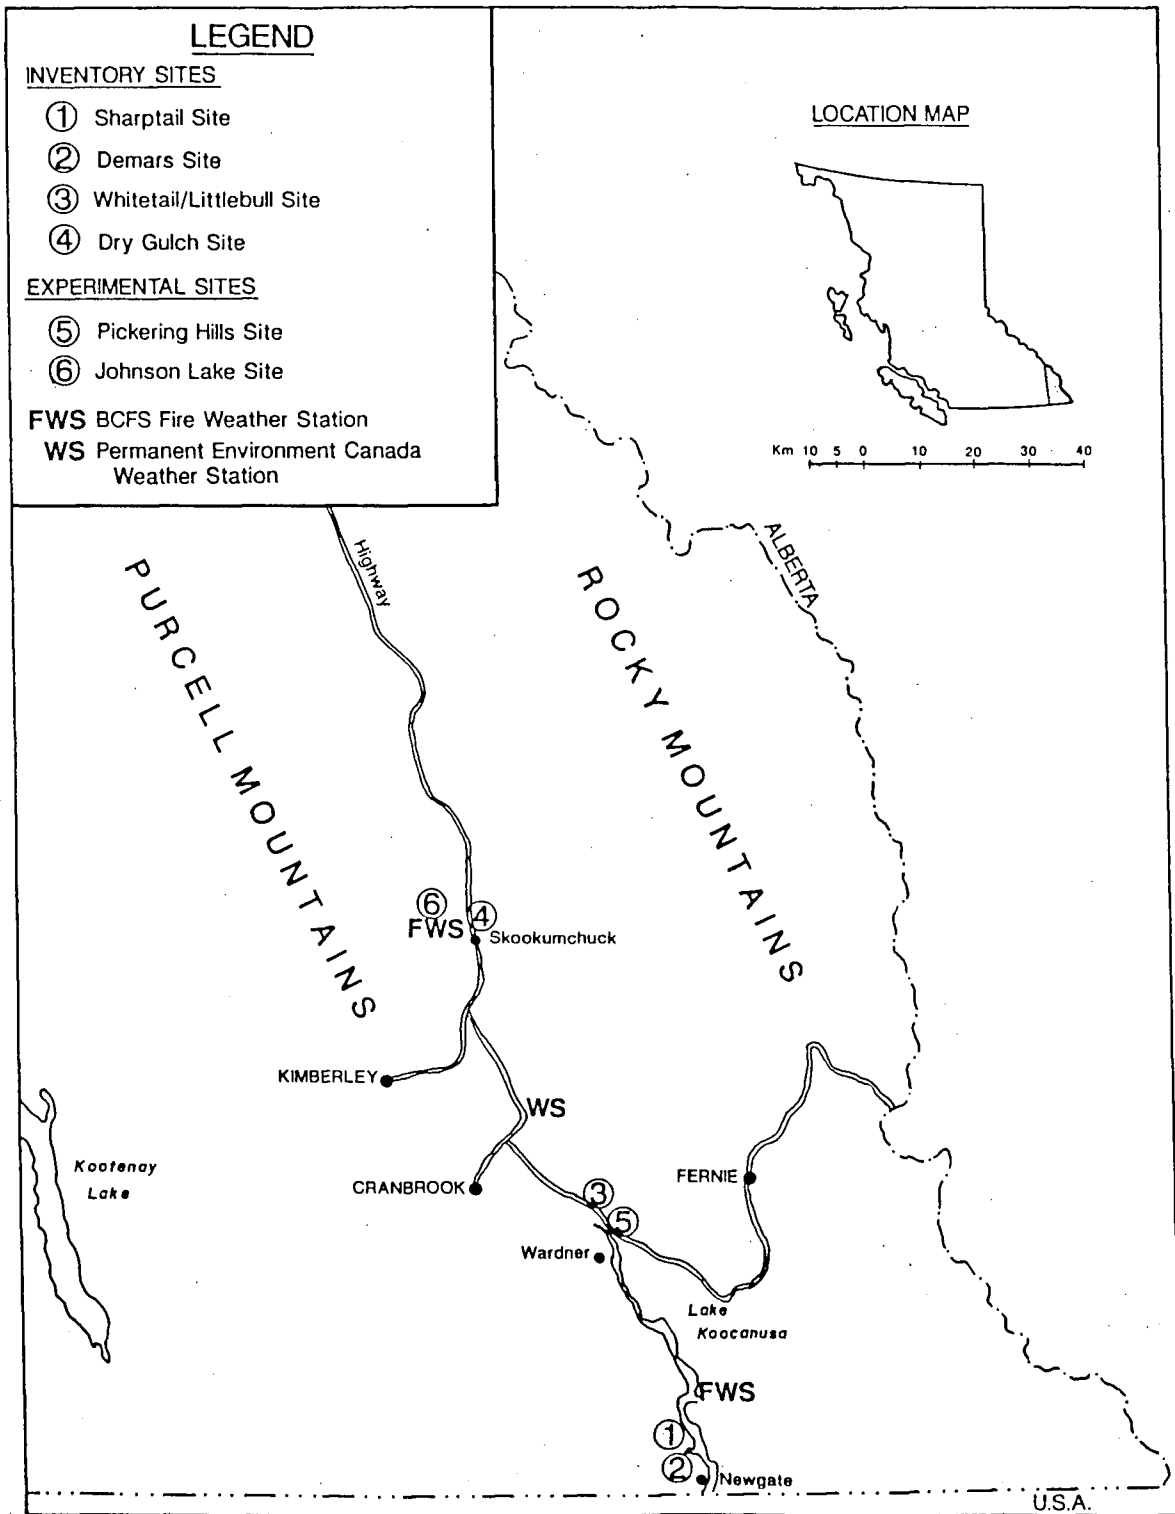 LEGEND
INVENTORY SITES
1 Sharptail Site
2 Demars Site
3 Whitetail/Littlebull Site
4 Dry Gulch Site
EXPERIMENTAL SITES
5 Pickering Hills Site
6 Johnson Lake Site
FWS BCFS Fire Weather Station
WS Permanent Environment Canada
Weather Station
LOCATION MAP
Km 10 5 0 10 20 30 40
Highway
ALBERTA
PURCELL MOUNTAINS
ROCKY MOUNTAINS
6
FWS
4
Skookumchuck
KIMBERLEY
WS
Kootenay
Lake
CRANBROOK
FERNIE
3
5
Wardner
Lake
Koocanusa
FWS
1
2
Newgate
U.S.A.